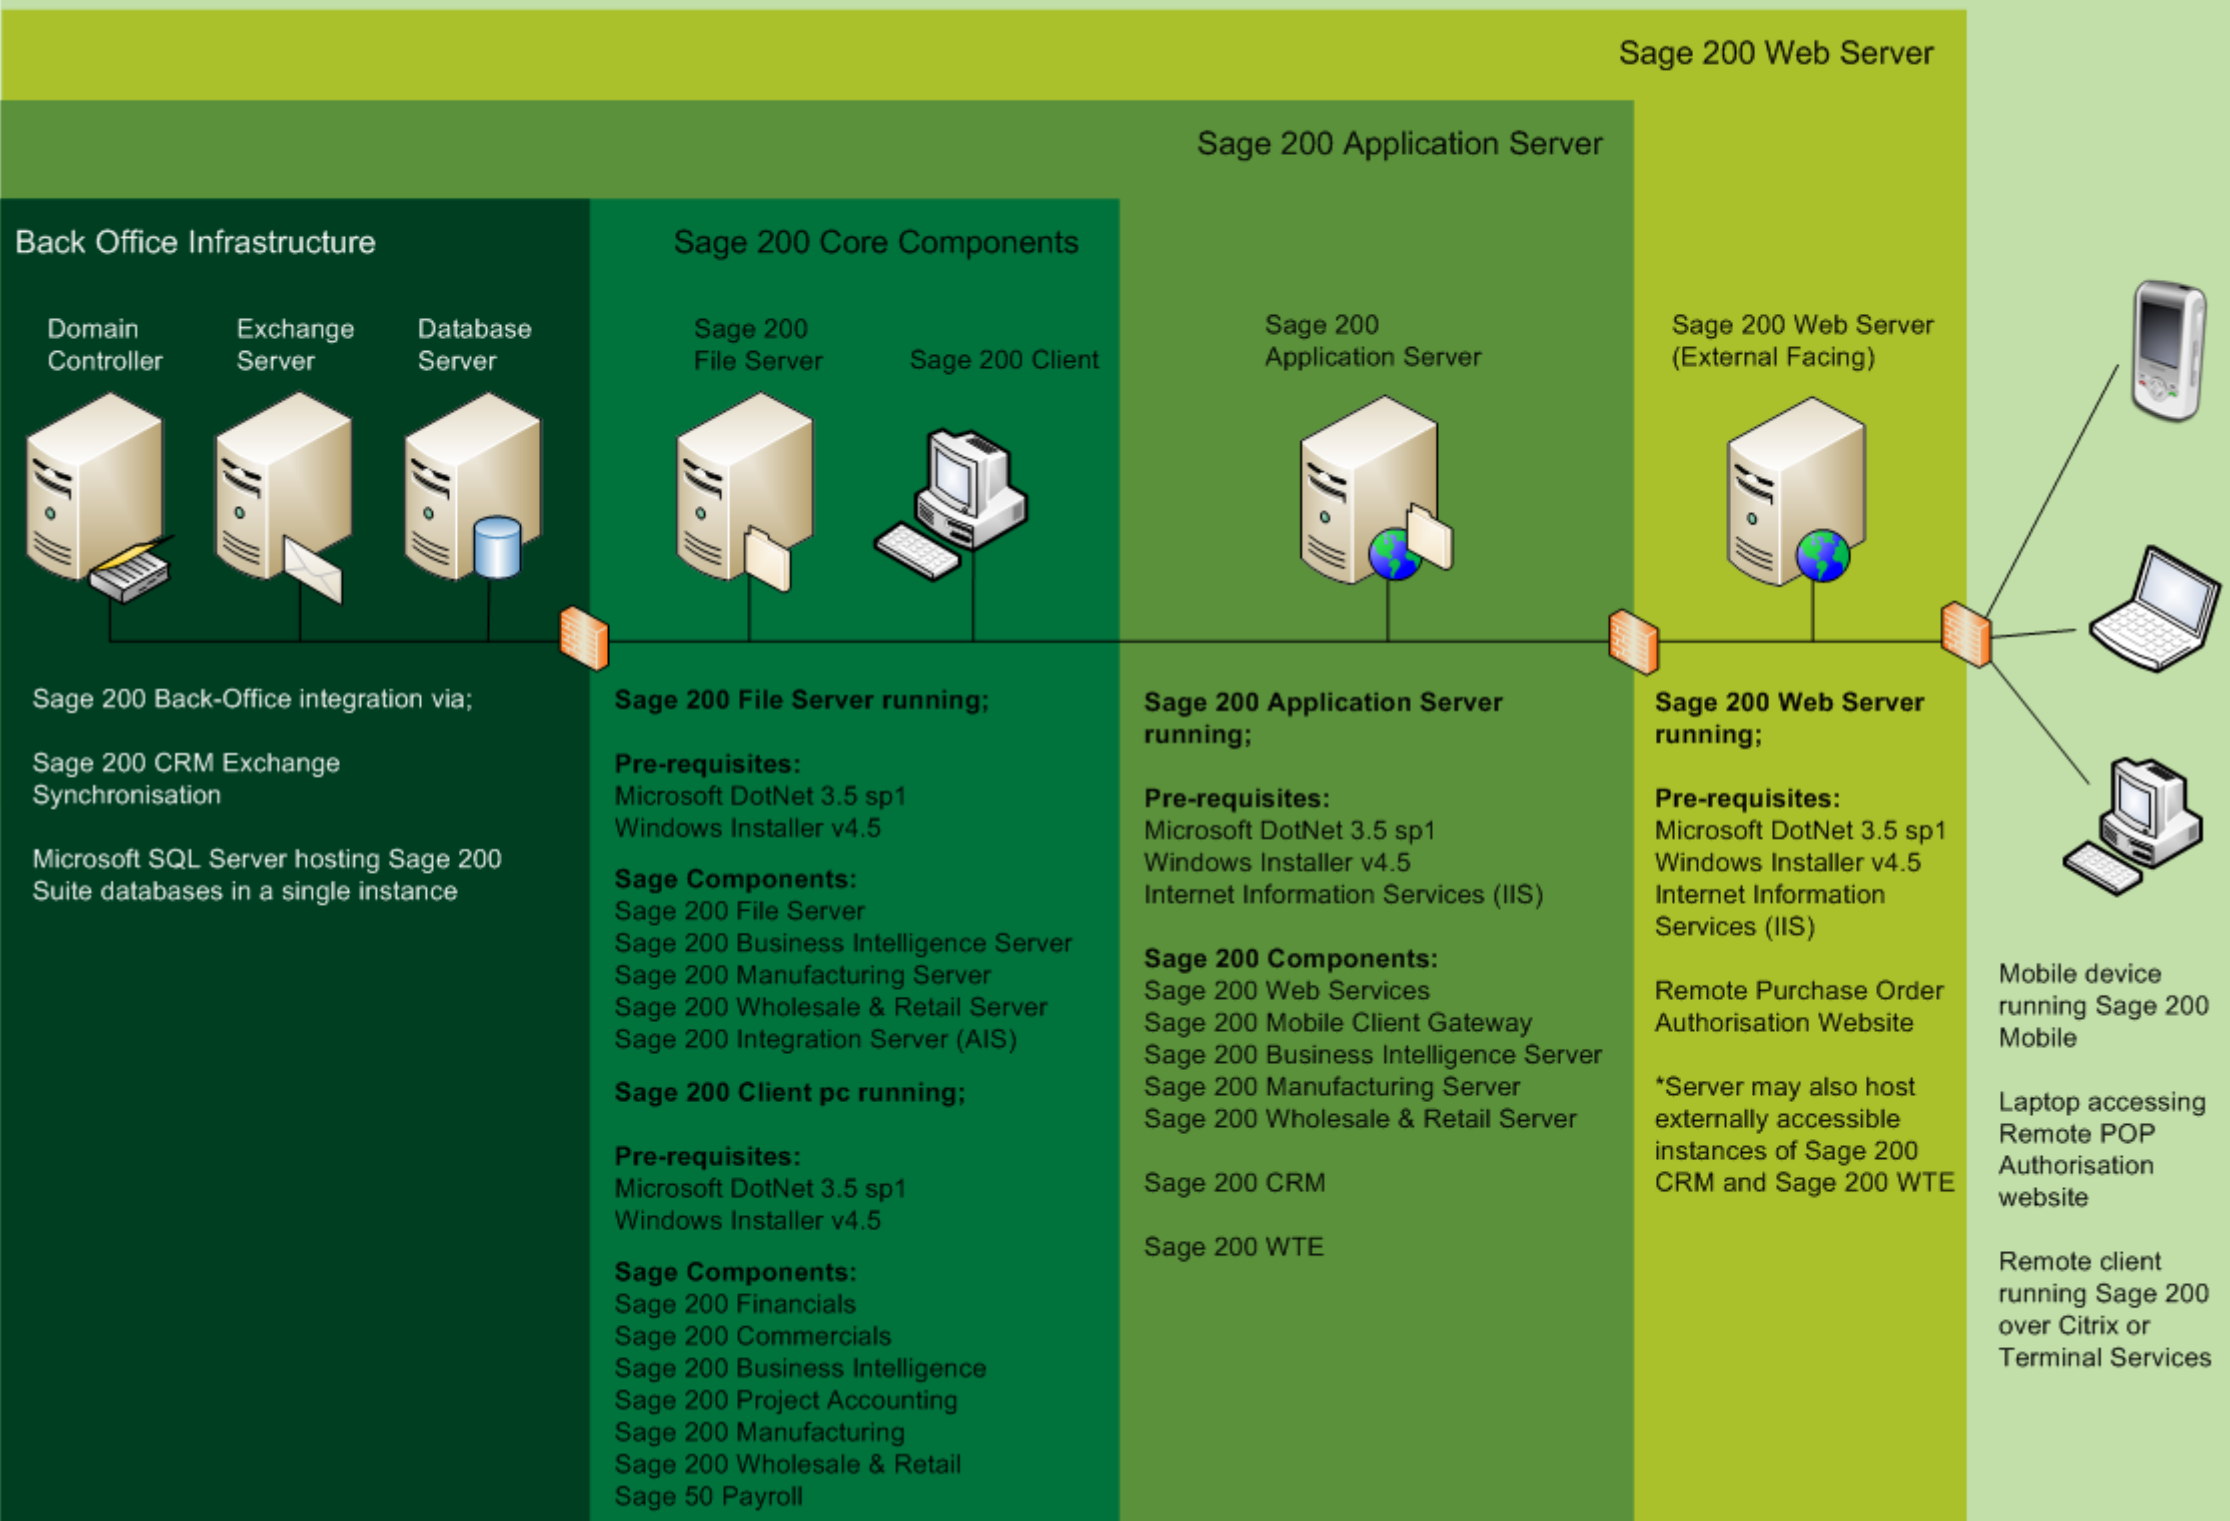 Sage 200 Web Server
Sage 200 Application Server
Back Office Infrastructure
Sage 200 Core Components
Domain
Controller
Exchange
Server
Database
Server
Sage 200
File Server
Sage 200 Client
Sage 200
Application Server
Sage 200 Web Server
(External Facing)
Sage 200 Back-Office integration via;
Sage 200 CRM Exchange
Synchronisation
Microsoft SQL Server hosting Sage 200
Suite databases in a single instance
Sage 200 File Server running;
Pre-requisites:
Microsoft DotNet 3.5 sp1
Windows Installer v4.5
Sage Components:
Sage 200 File Server
Sage 200 Business Intelligence Server
Sage 200 Manufacturing Server
Sage 200 Wholesale & Retail Server
Sage 200 Integration Server (AIS)
Sage 200 Client pc running;
Pre-requisites:
Microsoft DotNet 3.5 sp1
Windows Installer v4.5
Sage Components:
Sage 200 Financials
Sage 200 Commercials
Sage 200 Business Intelligence
Sage 200 Project Accounting
Sage 200 Manufacturing
Sage 200 Wholesale & Retail
Sage 50 Payroll
Sage 200 Application Server
running;
Pre-requisites:
Microsoft DotNet 3.5 sp1
Windows Installer v4.5
Internet Information Services (IIS)
Sage 200 Components:
Sage 200 Web Services
Sage 200 Mobile Client Gateway
Sage 200 Business Intelligence Server
Sage 200 Manufacturing Server
Sage 200 Wholesale & Retail Server
Sage 200 CRM
Sage 200 WTE
Sage 200 Web Server
running;
Pre-requisites:
Microsoft DotNet 3.5 sp1
Windows Installer v4.5
Internet Information
Services (IIS)
Remote Purchase Order
Authorisation Website
*Server may also host
externally accessible
instances of Sage 200
CRM and Sage 200 WTE
Mobile device
running Sage 200
Mobile
Laptop accessing
Remote POP
Authorisation
website
Remote client
running Sage 200
over Citrix or
Terminal Services